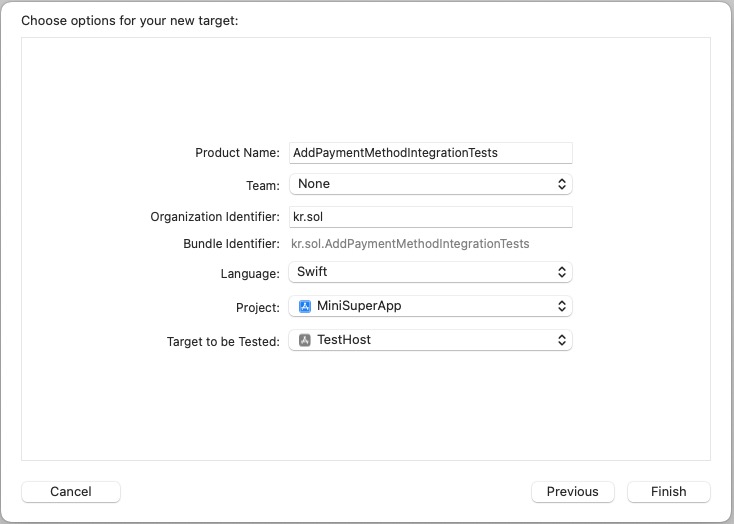 Choose options for your new target:
Product Name: AddPaymentMethodIntegrationTests
Team: None
Organization Identifier: kr.sol
Bundle Identifier: kr.sol.AddPaymentMethodIntegrationTests
Language: Swift
Project: MiniSuperApp
Target to be Tested: TestHost
Cancel Previous Finish